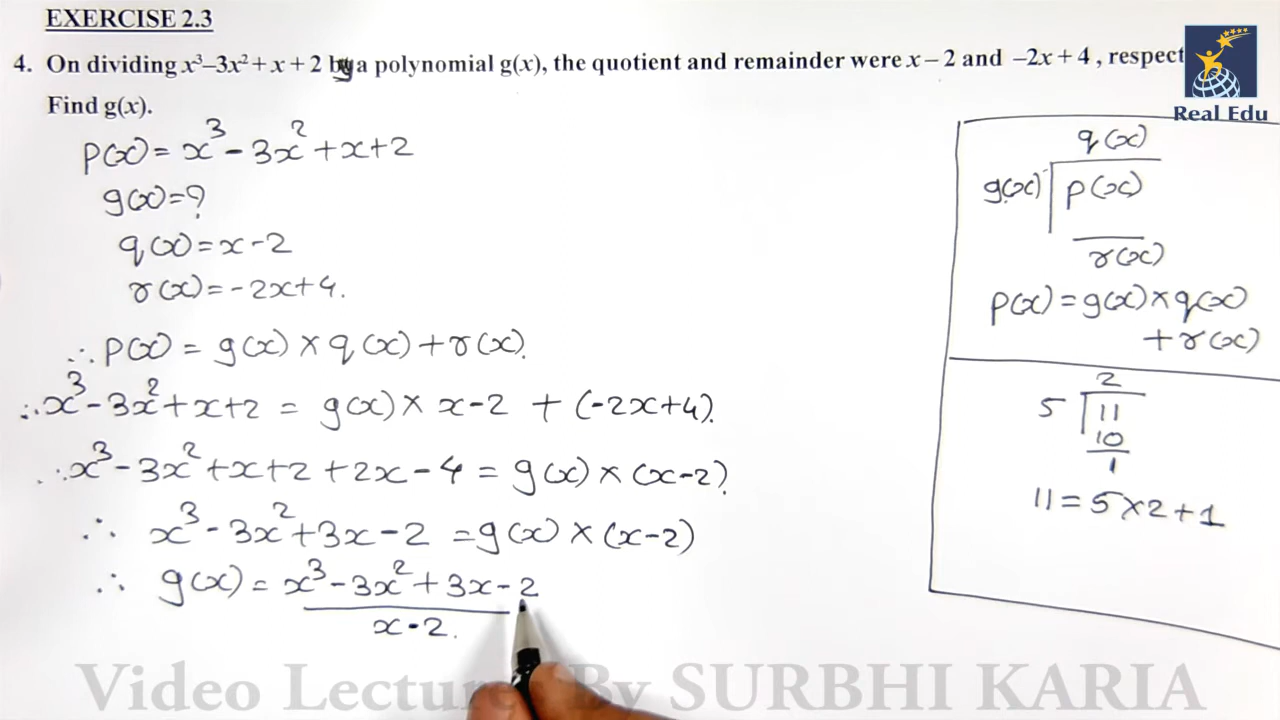 EXERCISE 2.3
4. On dividing x³–3x²+x+2 by a polynomial g(x), the quotient and remainder were x – 2 and –2x + 4 , respect
Find g(x).
Real Edu
p(x) = x³ - 3x² + x + 2
g(x) = ?
q(x) = x - 2
r(x) = -2x + 4.
∴ p(x) = g(x) × q(x) + r(x).
∴ x³ - 3x² + x + 2 = g(x) × x - 2 + (-2x + 4).
∴ x³ - 3x² + x + 2 + 2x - 4 = g(x) × (x - 2).
∴ x³ - 3x² + 3x - 2 = g(x) × (x - 2)
∴ g(x) = x³ - 3x² + 3x - 2
x - 2.
q(x)
g(x) p(x)
r(x)
p(x) = g(x) × q(x)
+ r(x)
2
5 11
10
1
11 = 5 × 2 + 1
Video Lectures By SURBHI KARIA